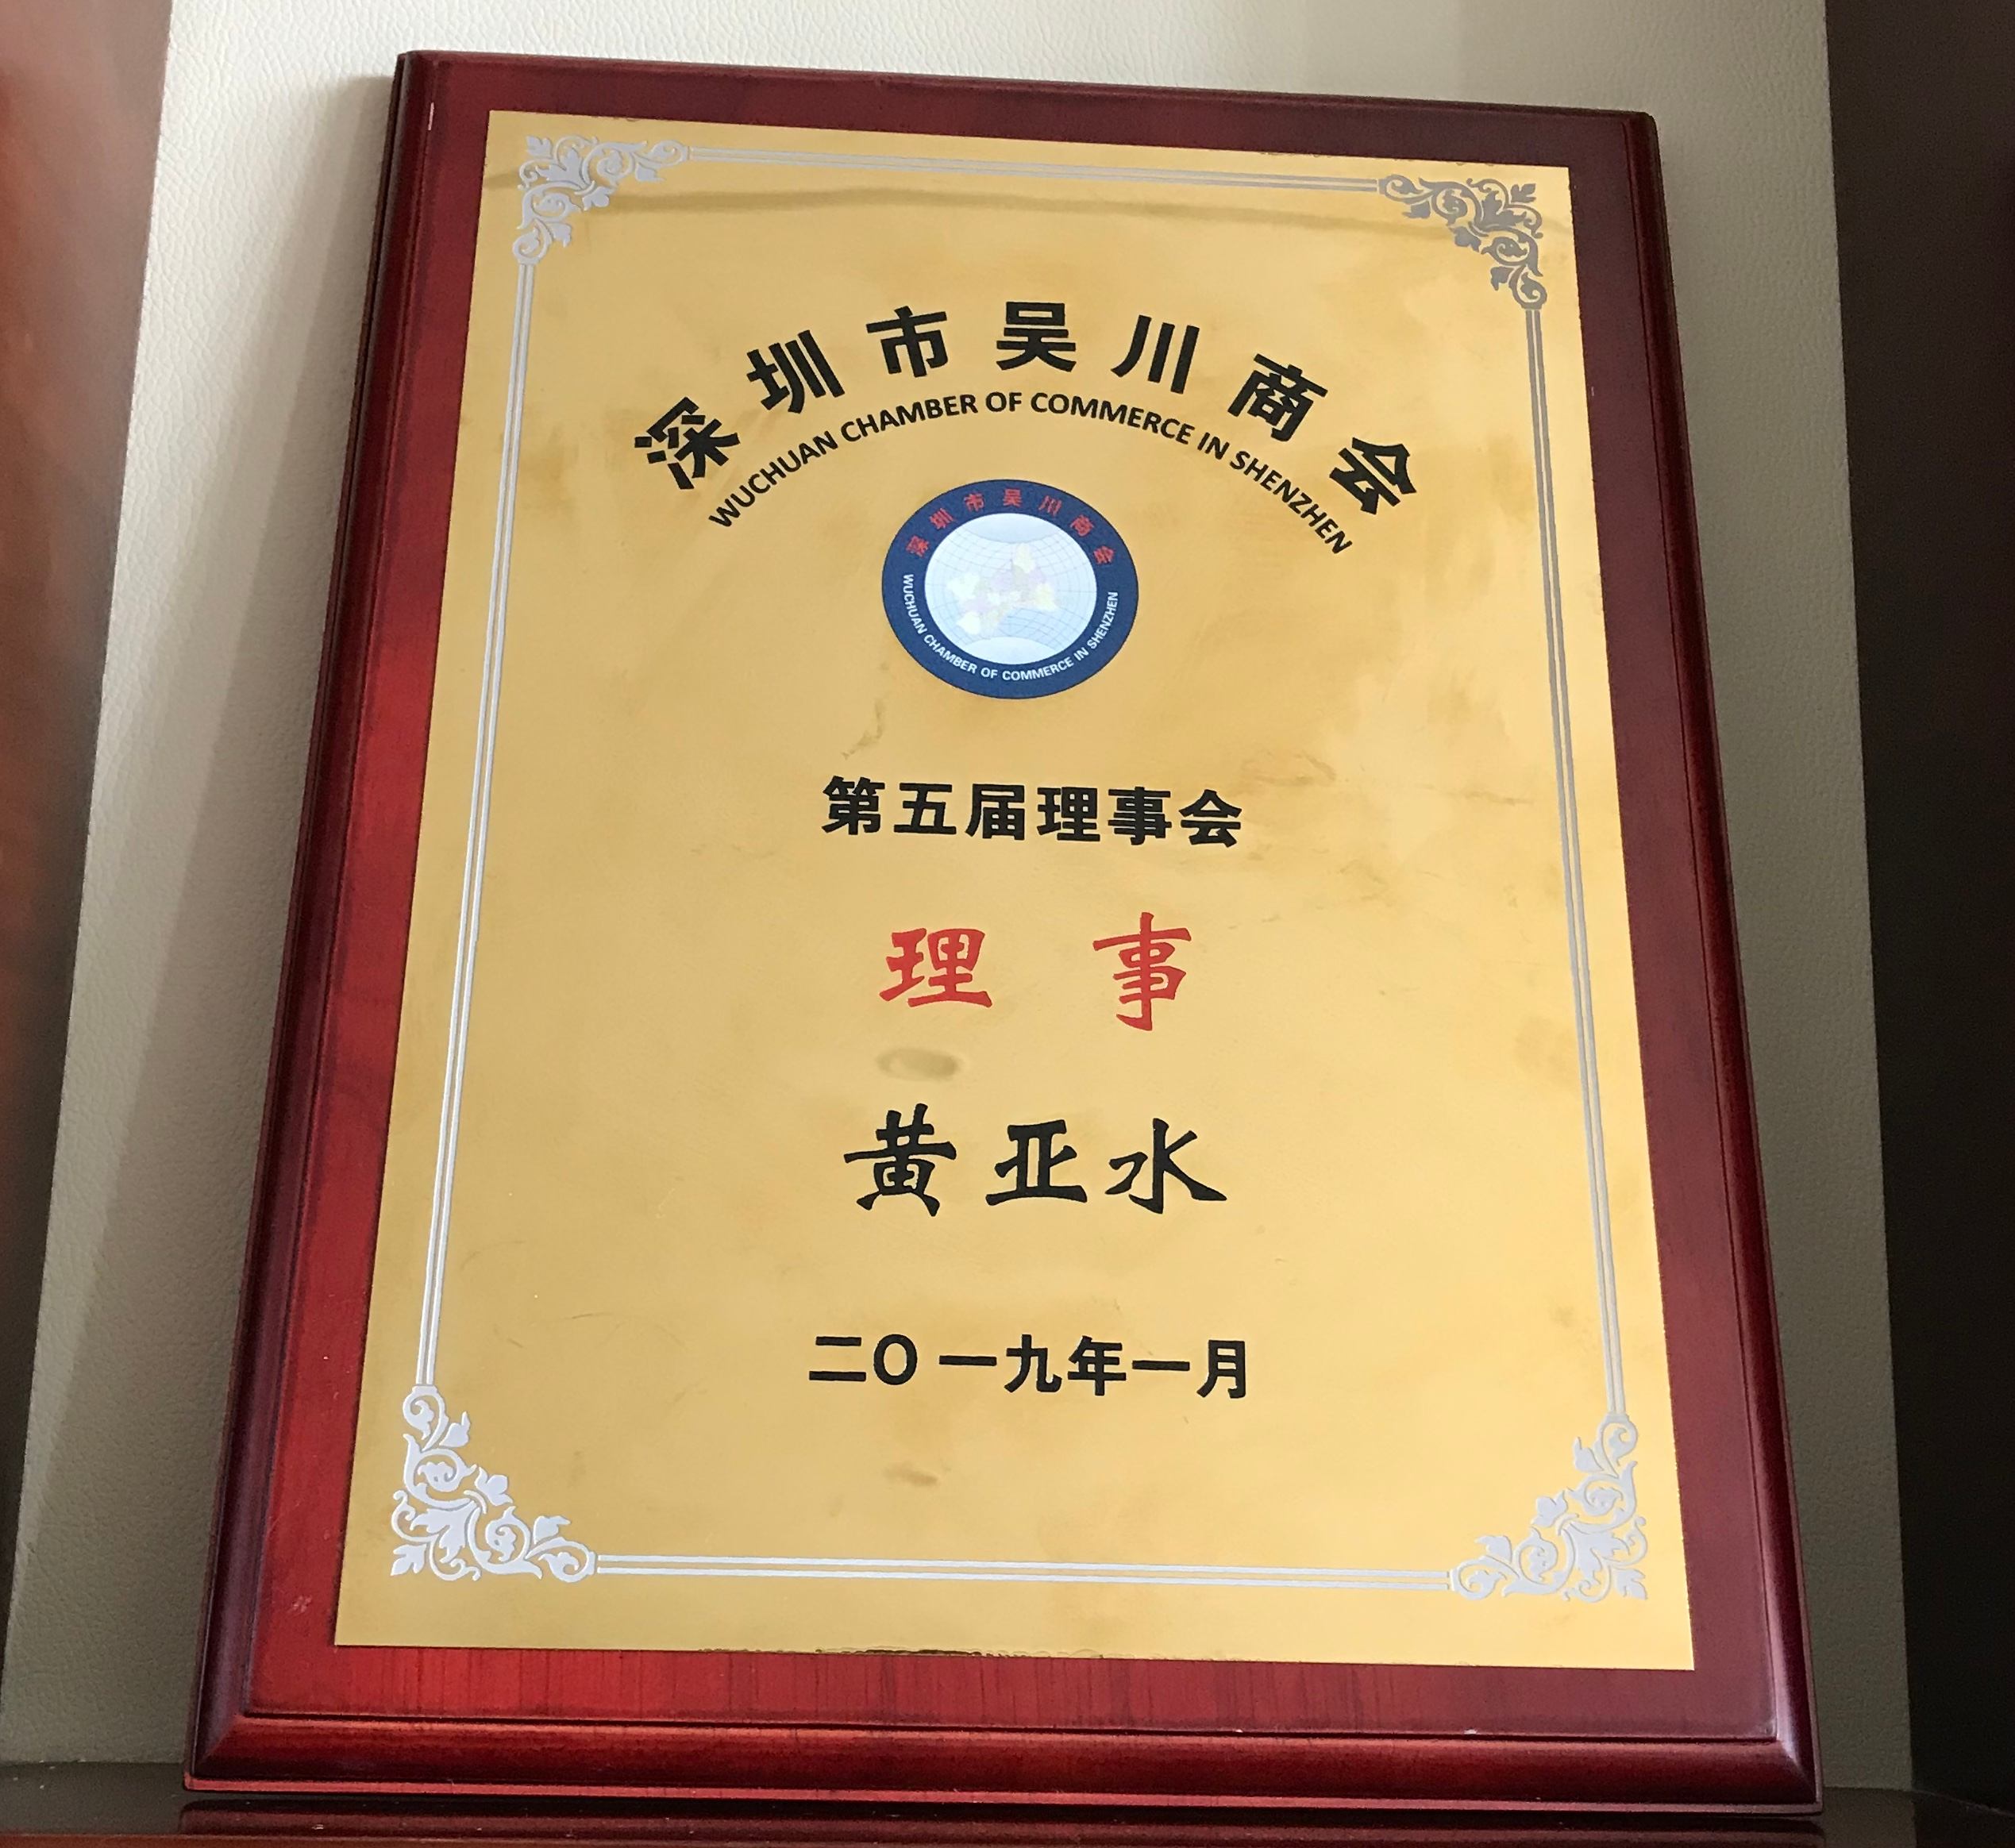 深圳市吴川商会
WUCHUAN CHAMBER OF COMMERCE IN SHENZHEN
深圳市吴川商会
WUCHUAN CHAMBER OF COMMERCE IN SHENZHEN
第五届理事会
理 事
黄亚水
二〇一九年一月